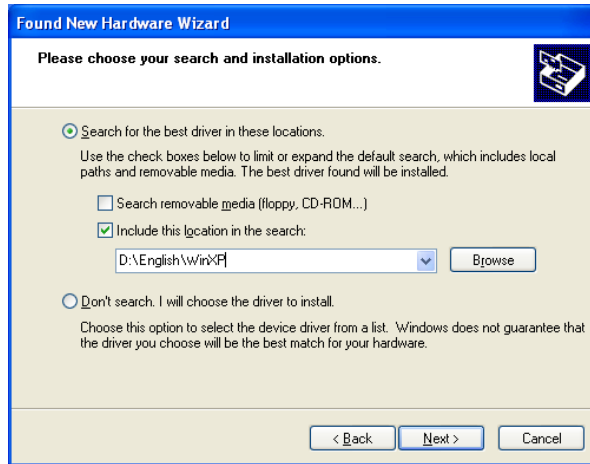 Found New Hardware Wizard
Please choose your search and installation options.
Search for the best driver in these locations.
Use the check boxes below to limit or expand the default search, which includes local
paths and removable media. The best driver found will be installed.
Search removable media (floppy, CD-ROM...)
Include this location in the search:
D:\English\WinXP
Browse
Don't search. I will choose the driver to install.
Choose this option to select the device driver from a list.  Windows does not guarantee that
the driver you choose will be the best match for your hardware.
< Back
Next >
Cancel